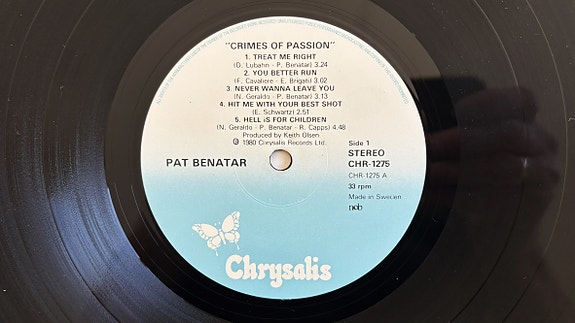 "CRIMES OF PASSION"
1. TREAT ME RIGHT
(D. Lubahn - P. Benatar) 3.24
2. YOU BETTER RUN
(F. Cavaliere - E. Brigati) 3.02
3. NEVER WANNA LEAVE YOU
(N. Geraldo - P. Benatar) 3.13
4. HIT ME WITH YOUR BEST SHOT
(E. Schwartz) 2.51
5. HELL iS FOR CHILDREN
(N. Geraldo - P. Benatar - R. Capps) 4.48
Produced by Keith Olsen
℗ 1980 Chrysalis Records Ltd.
PAT BENATAR
Side 1
STEREO
CHR-1275
CHR-1275 A
33 rpm
Made in Sweden
ncb
Chrysalis